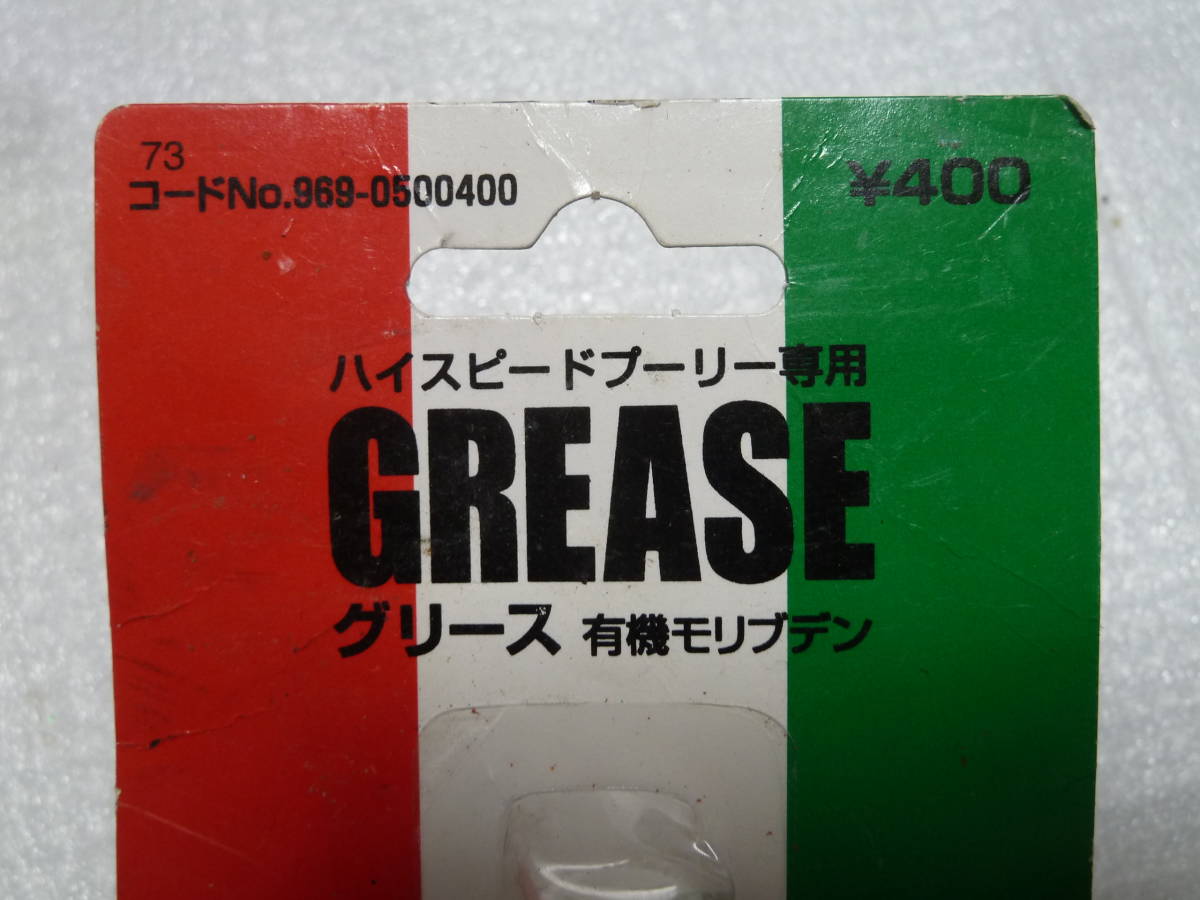 73
コードNo.969-0500400
¥400
ハイスピードプーリー専用
GREASE
グリース 有機モリブデン